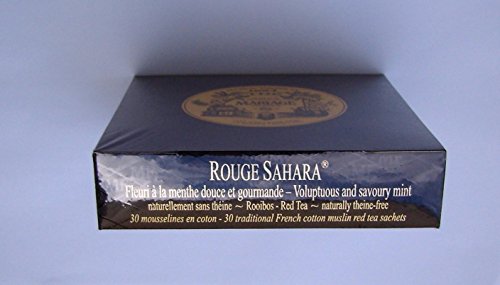 MARIAGE
ROUGE SAHARA®
Fleuri à la menthe douce et gourmande – Voluptuous and savoury mint
naturellement sans théine ~ Rooibos - Red Tea ~ naturally theine-free
30 mousselines en coton - 30 traditional French cotton muslin red tea sachets